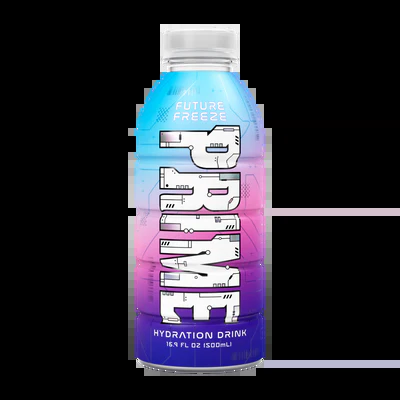 FUTURE
FREEZE
PRIME
HYDRATION DRINK
16.9 FL OZ (500mL)